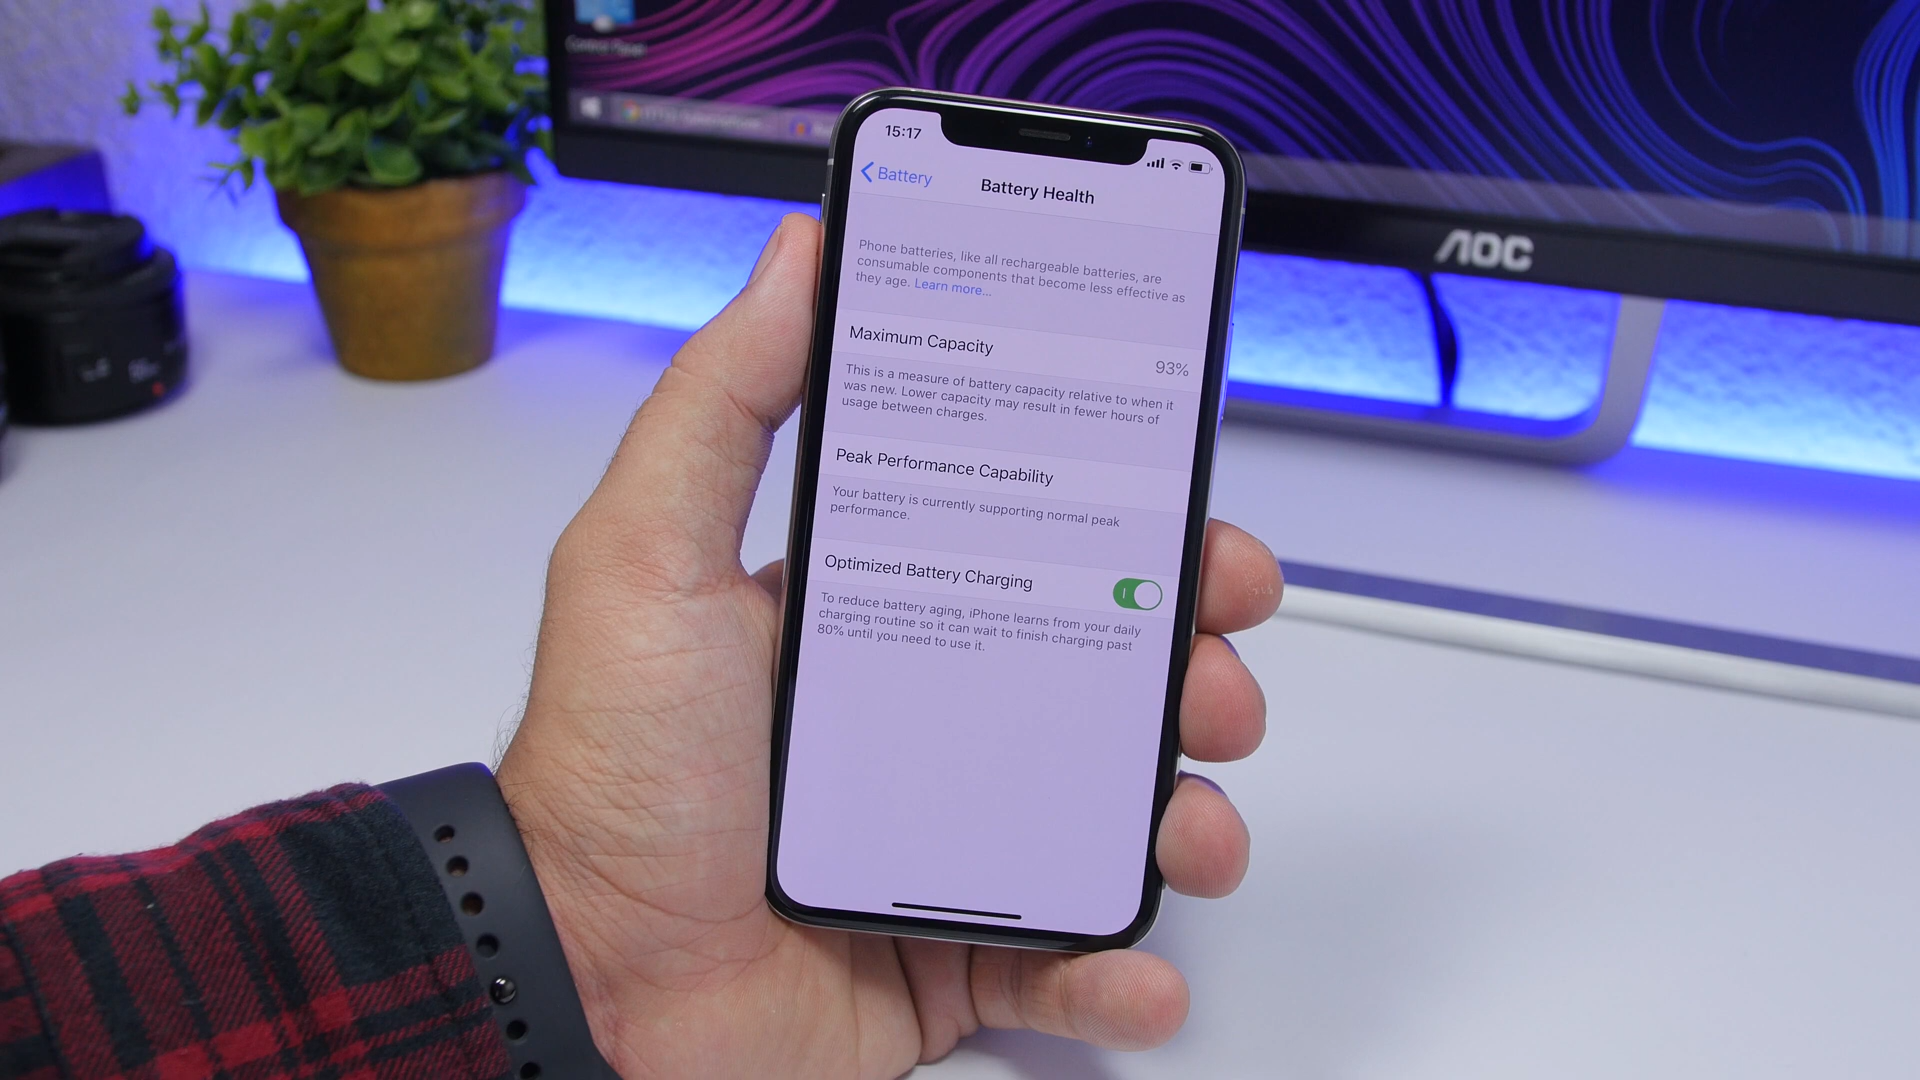 Control Panel
AOC
15:17
Battery
Battery Health
Phone batteries, like all rechargeable batteries, are
consumable components that become less effective as
they age. Learn more...
Maximum Capacity
93%
This is a measure of battery capacity relative to when it
was new. Lower capacity may result in fewer hours of
usage between charges.
Peak Performance Capability
Your battery is currently supporting normal peak
performance.
Optimized Battery Charging
To reduce battery aging, iPhone learns from your daily
charging routine so it can wait to finish charging past
80% until you need to use it.